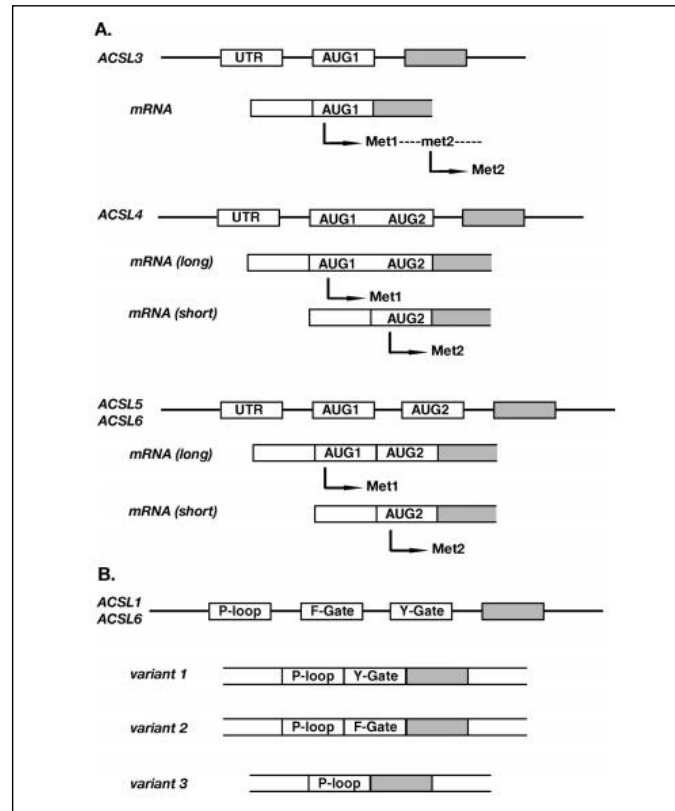 A.
ACSL3 UTR AUG1
mRNA AUG1
Met1----met2-----
Met2
ACSL4 UTR AUG1 AUG2
mRNA (long) AUG1 AUG2
Met1
mRNA (short) AUG2
Met2
ACSL5
ACSL6 UTR AUG1 AUG2
mRNA (long) AUG1 AUG2
Met1
mRNA (short) AUG2
Met2
B.
ACSL1
ACSL6 P-loop F-Gate Y-Gate
variant 1 P-loop Y-Gate
variant 2 P-loop F-Gate
variant 3 P-loop